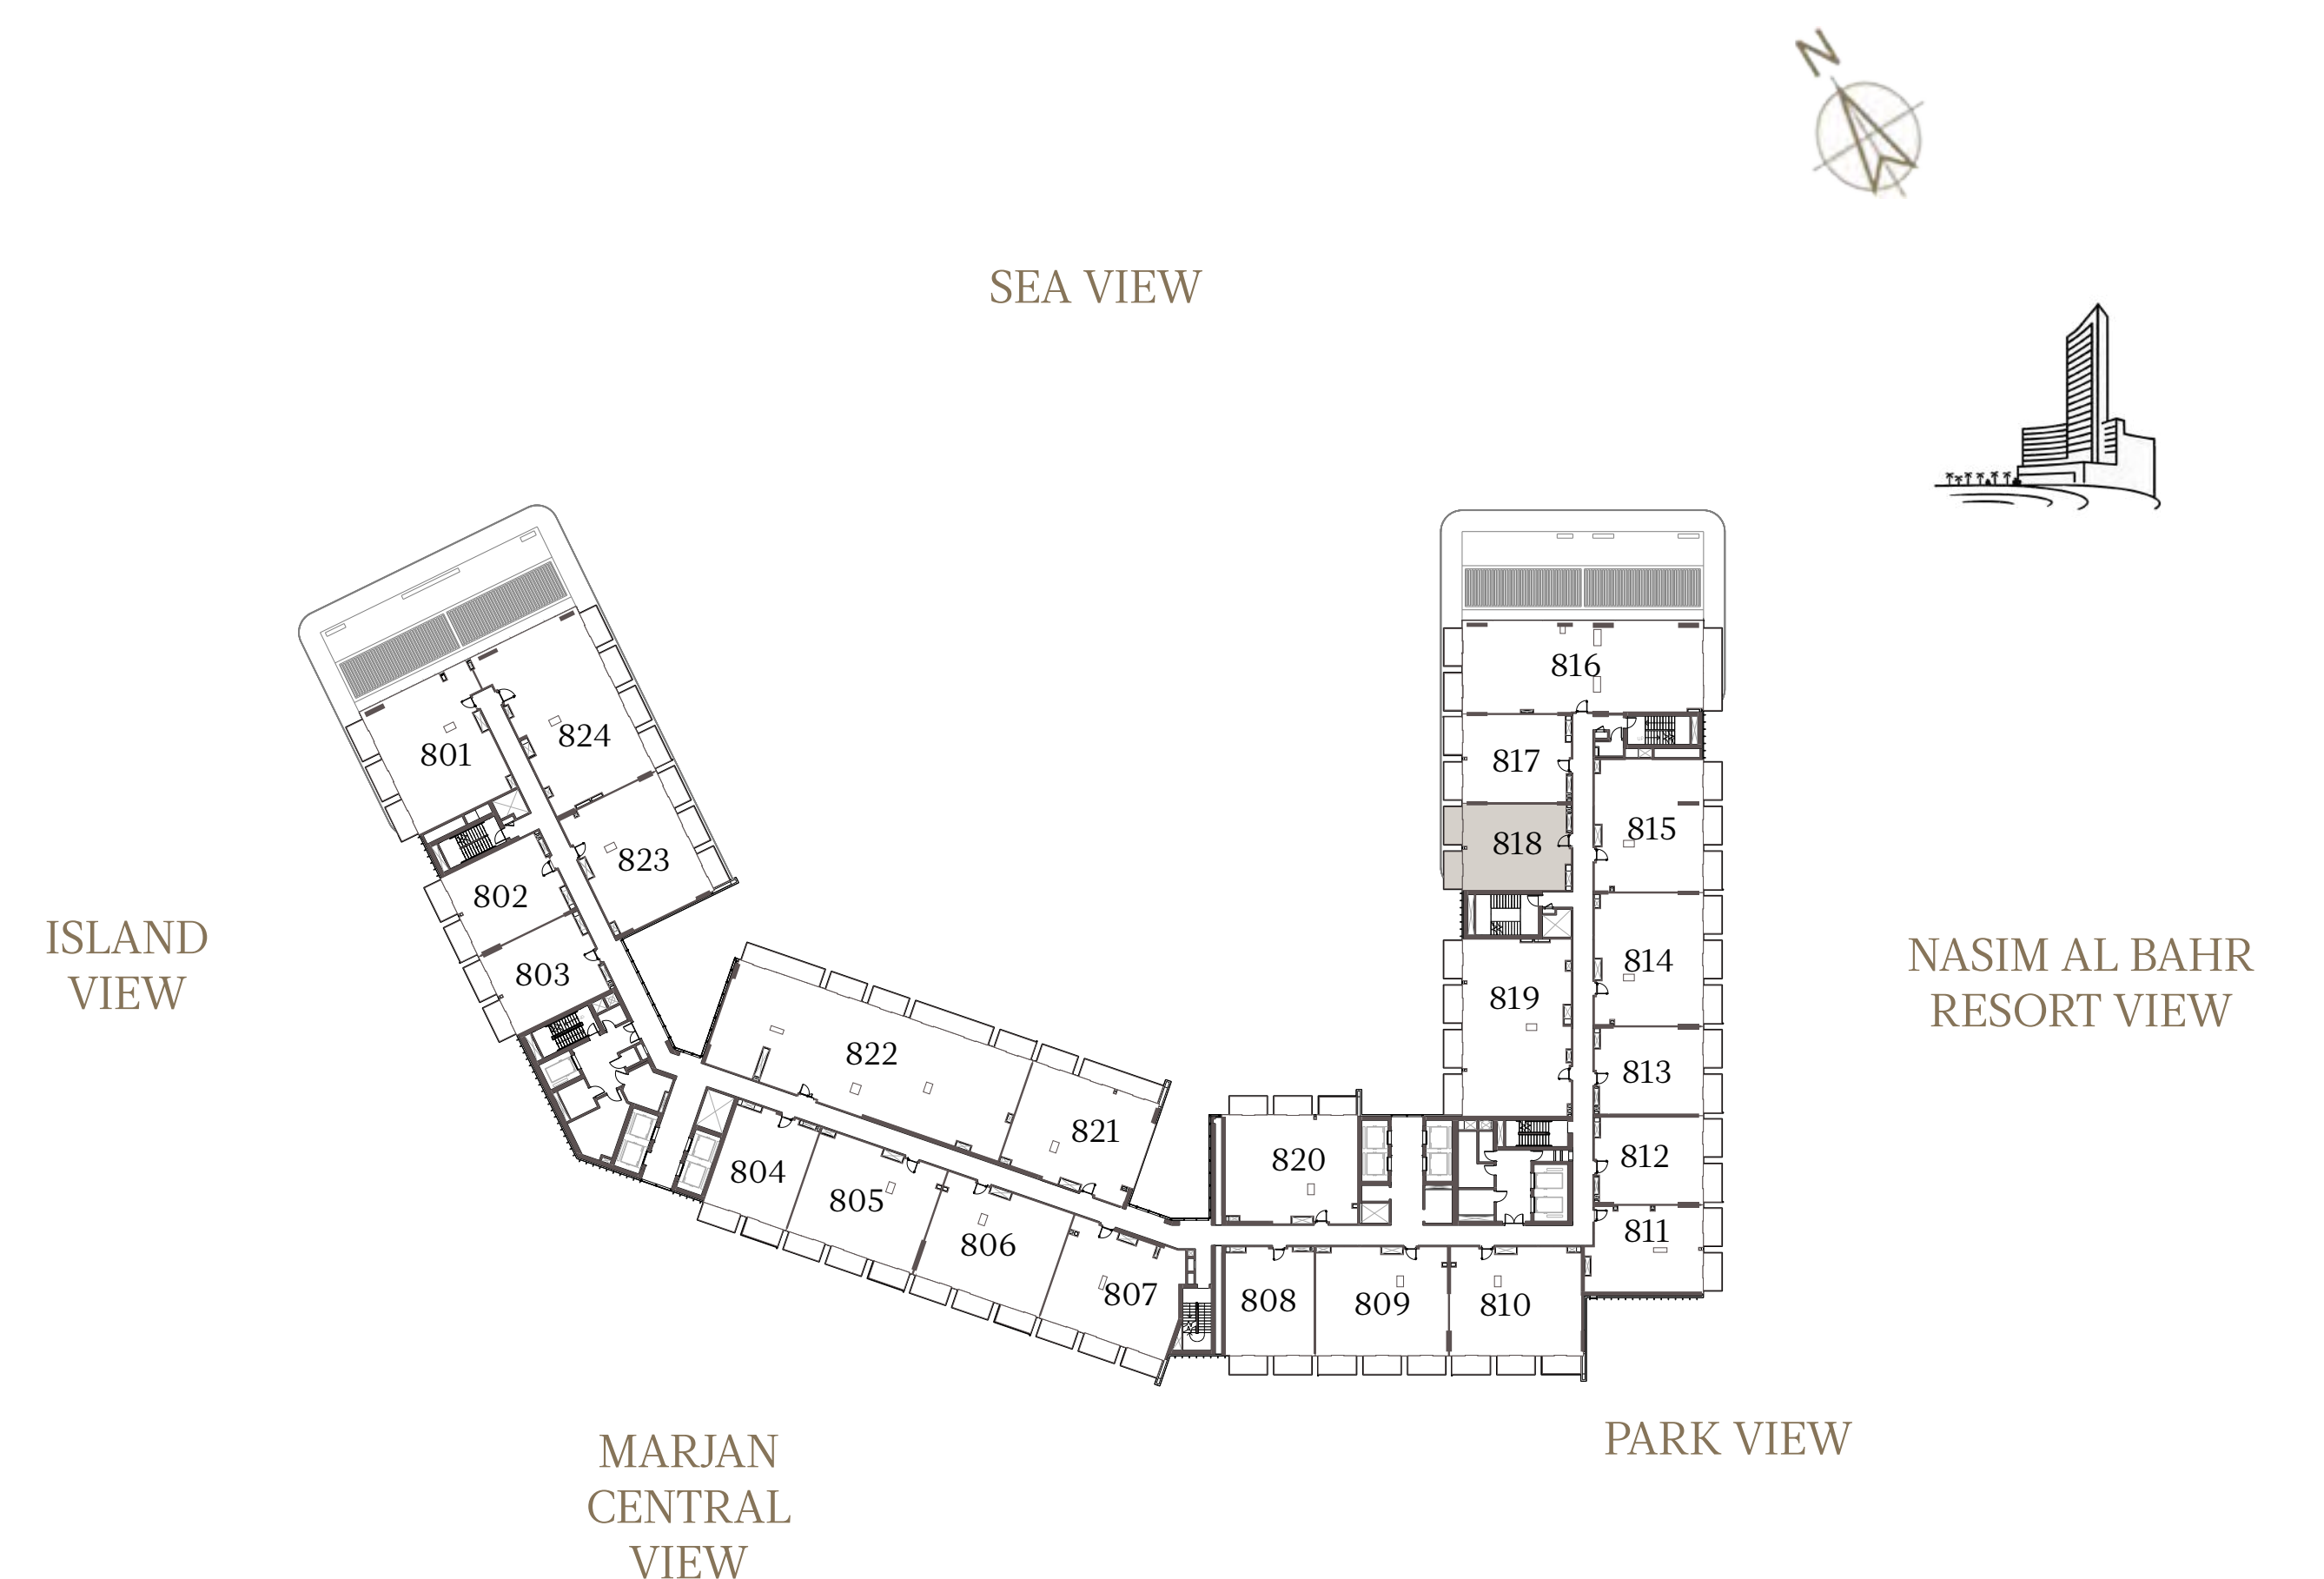 N
SEA VIEW
816
824
801
817
815
818
823
802
ISLAND
VIEW
NASIM AL BAHR
RESORT VIEW
814
803
819
822
813
821
812
820
804
805
811
806
807
808
809
810
PARK VIEW
MARJAN
CENTRAL
VIEW